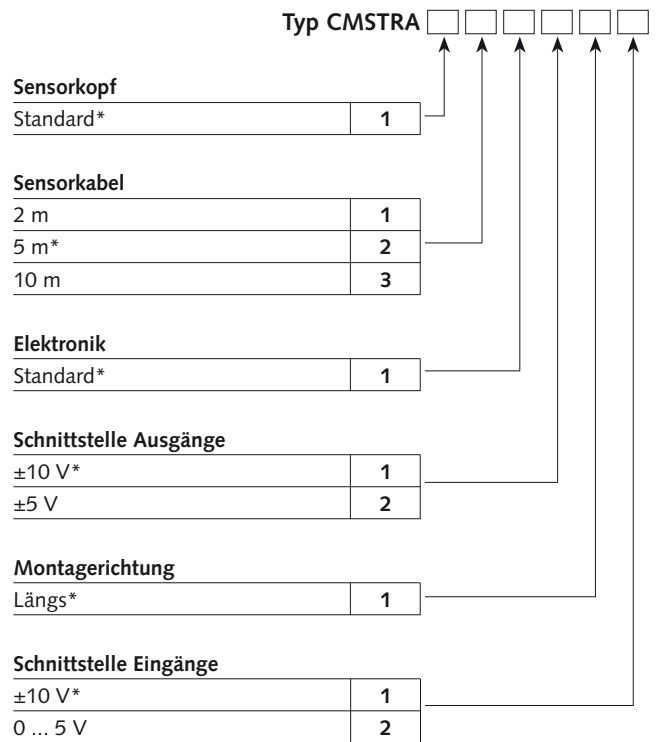 Typ CMSTRA
Sensorkopf
Standard* 1
Sensorkabel
2 m 1
5 m* 2
10 m 3
Elektronik
Standard* 1
Schnittstelle Ausgänge
±10 V* 1
±5 V 2
Montagerichtung
Längs* 1
Schnittstelle Eingänge
±10 V* 1
0 ... 5 V 2